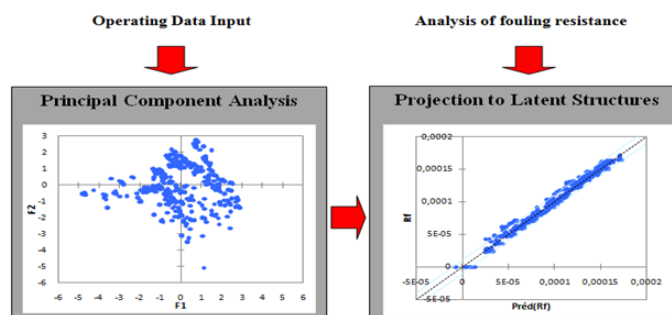 Operating Data Input
Analysis of fouling resistance
Principal Component Analysis
3
2
1
0
-1
-2
-3
-4
-5
-6
F2
-6 -5 -4 -3 -2 -1 0 1 2 3 4 5 6
F1
Projection to Latent Structures
0,0002
0,00015
0,0001
5E-05
0
-5E-05
Rf
-5E-05 0 5E-05 0,0001 0,00015 0,0002
Préd(Rf)